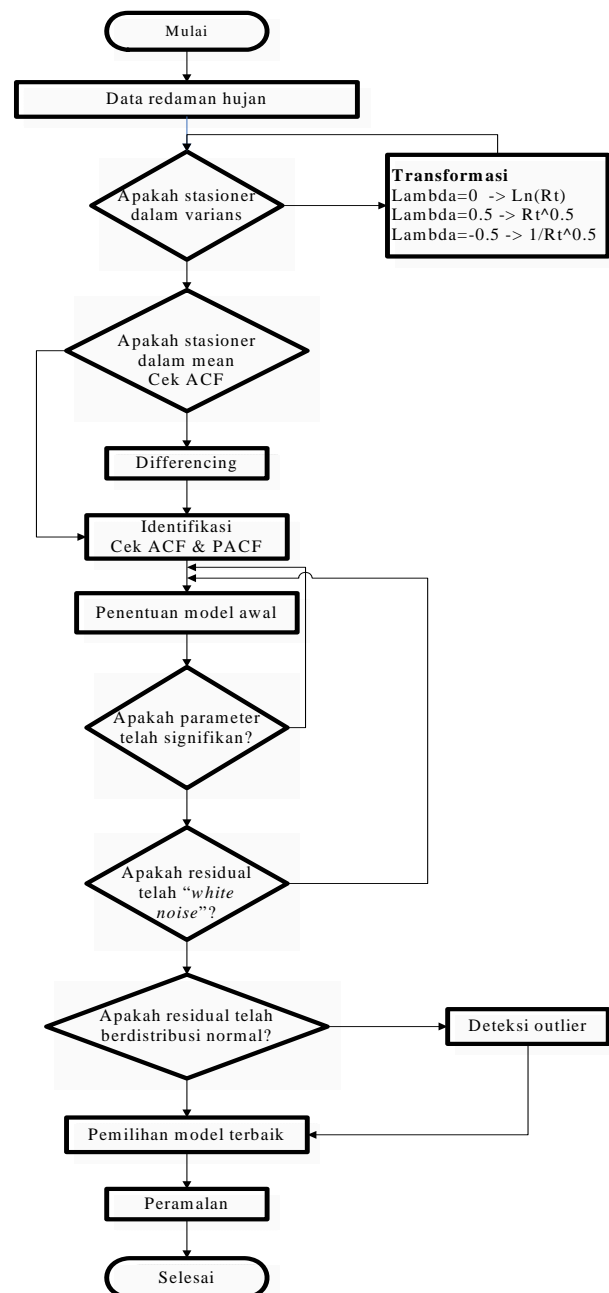 Mulai
Data redaman hujan
Apakah stasioner
dalam varians
Transformasi
Lambda=0 -> Ln(Rt)
Lambda=0.5 -> Rt^0.5
Lambda=-0.5 -> 1/Rt^0.5
Apakah stasioner
dalam mean
Cek ACF
Differencing
Identifikasi
Cek ACF & PACF
Penentuan model awal
Apakah parameter
telah signifikan?
Apakah residual
telah “white
noise”?
Apakah residual telah
berdistribusi normal?
Deteksi outlier
Pemilihan model terbaik
Peramalan
Selesai